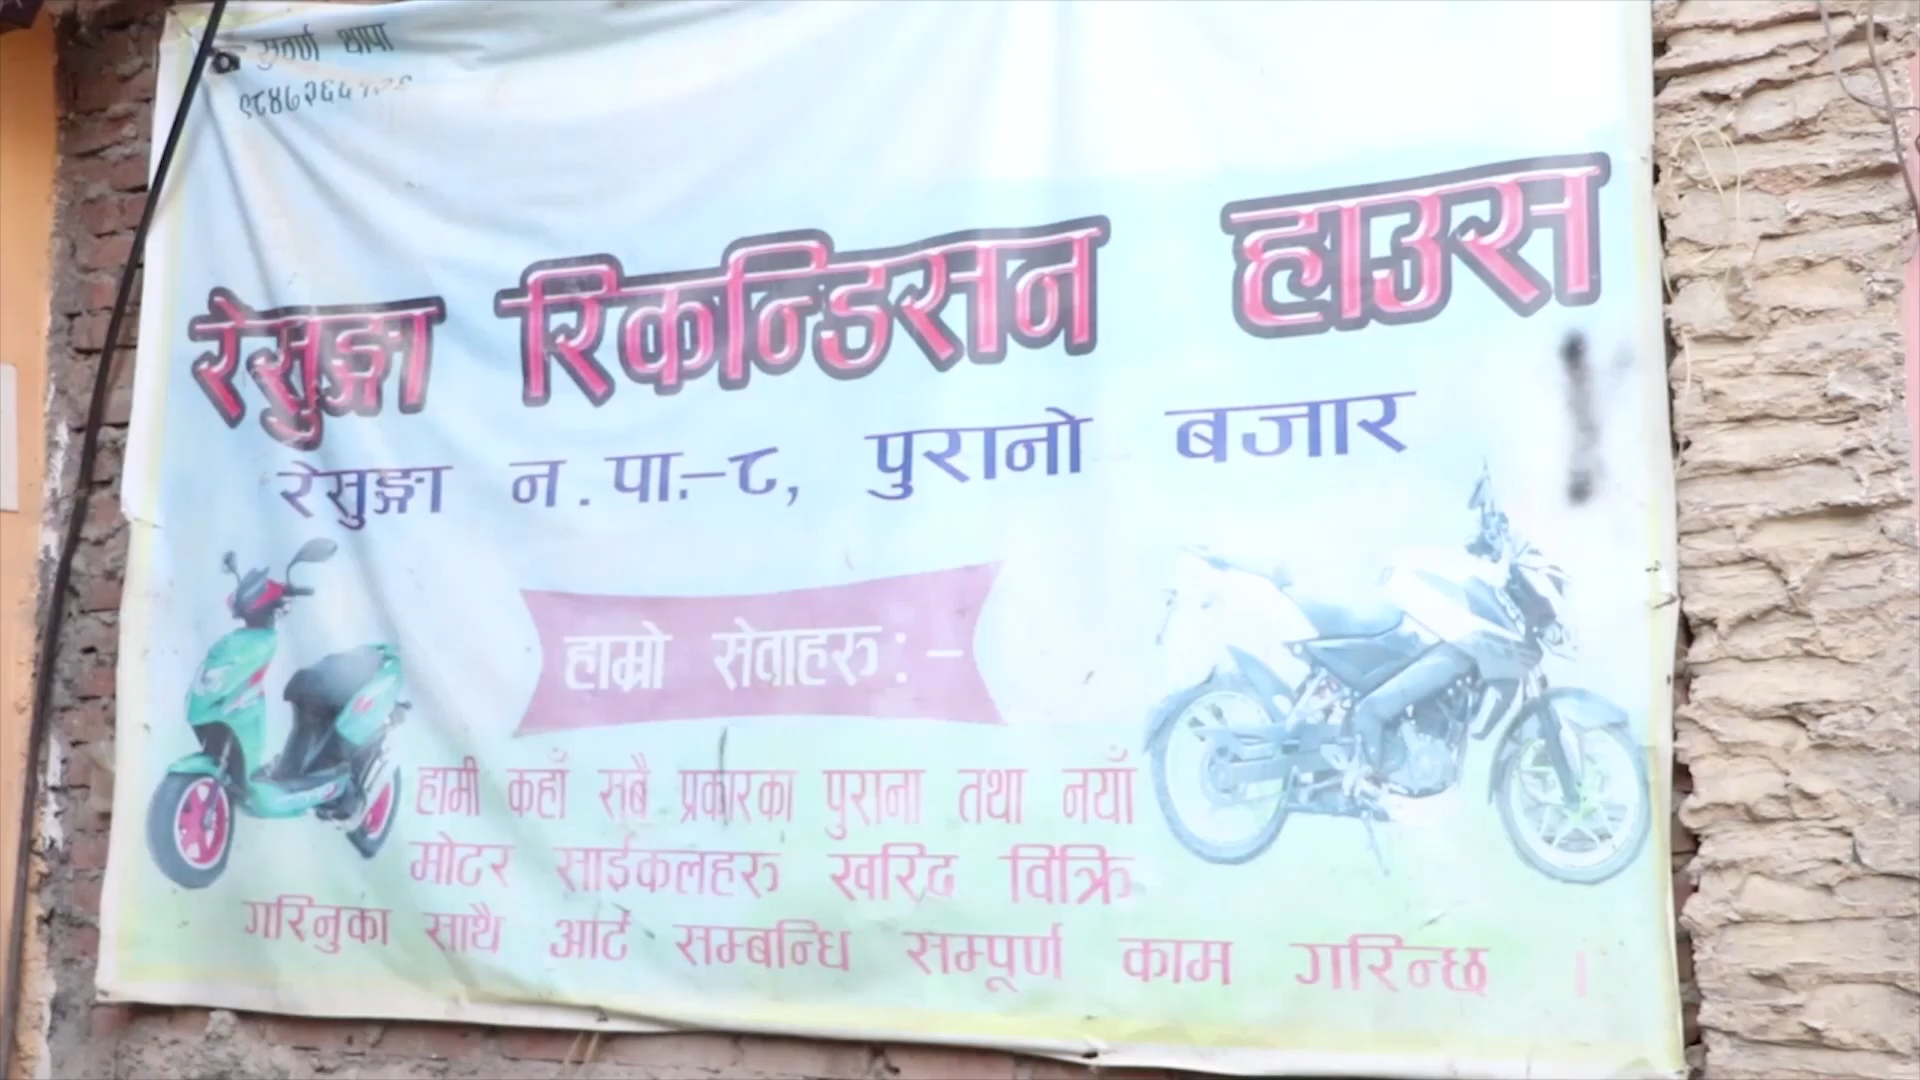 सुवर्ण थापा
रेसुङ्गा रिकन्डिसन हाउस
रेसुङ्गा न.पा.-८, पुरानो बजार
हाम्रो सेवाहरु:-
हामी कहाँ सबै प्रकारका पुराना तथा नयाँ
मोटर साईकलहरु खरिद विक्रि
गरिनुका साथै आर्ट सम्बन्धि सम्पूर्ण काम गरिन्छ ।